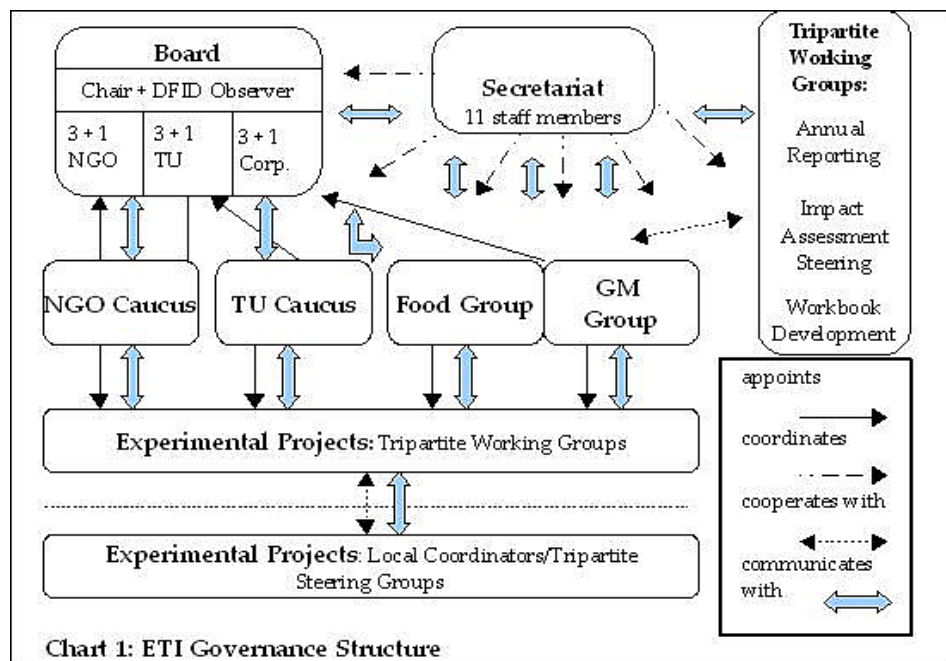 Board
Chair + DFID Observer
3 + 1
NGO
3 + 1
TU
3 + 1
Corp.
Secretariat
11 staff members
Tripartite
Working
Groups:
Annual
Reporting
Impact
Assessment
Steering
Workbook
Development
NGO Caucus
TU Caucus
Food Group
GM
Group
Experimental Projects: Tripartite Working Groups
Experimental Projects: Local Coordinators/Tripartite
Steering Groups
appoints
coordinates
cooperates with
communicates
with
Chart 1: ETI Governance Structure